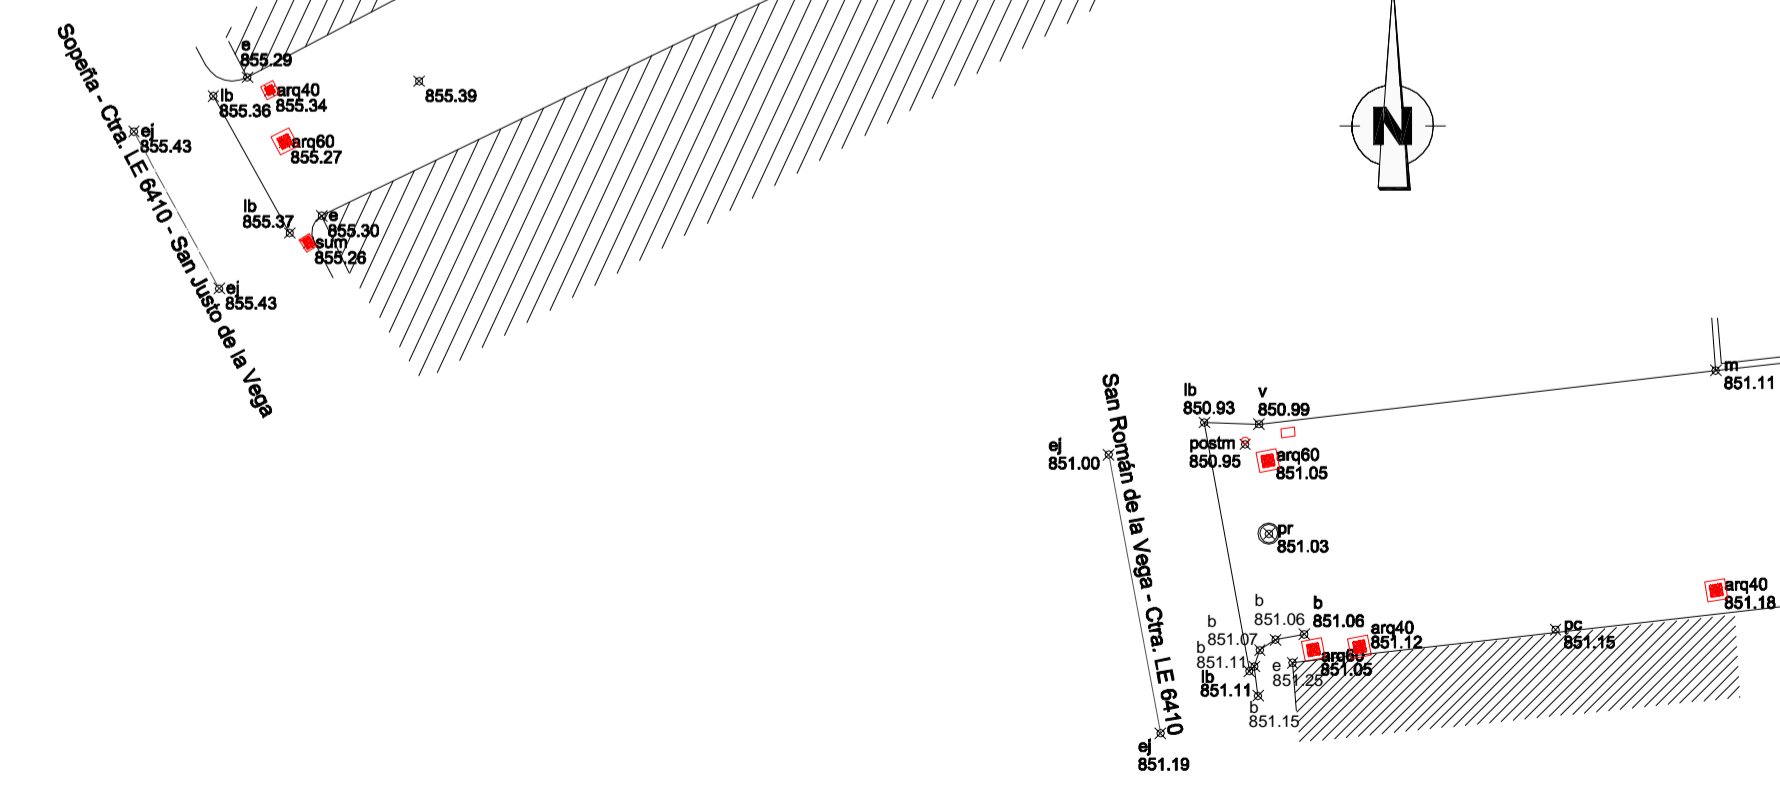 Sopeña - Ctra. LE 6410 - San Justo de la Vega
e
855.29
lb
855.36
arq40
855.34
855.39
ej
855.43
arq60
855.27
lb
855.37
e
855.30
sum
855.26
ej
855.43
N
San Román de la Vega - Ctra. LE 6410
m
851.11
lb
850.93
v
850.99
ej
851.00
postm
850.95
arq60
851.05
pr
851.03
arq40
851.18
b
851.06
b
851.06
b
851.07
arq40
851.12
pc
851.15
b
851.11
arq60
851.05
e
851.25
lb
851.11
b
851.15
ej
851.19